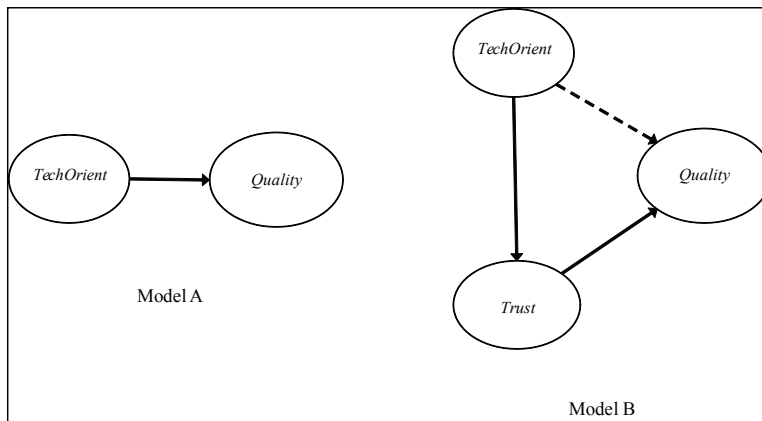 TechOrient
Quality
Model A
TechOrient
Quality
Trust
Model B